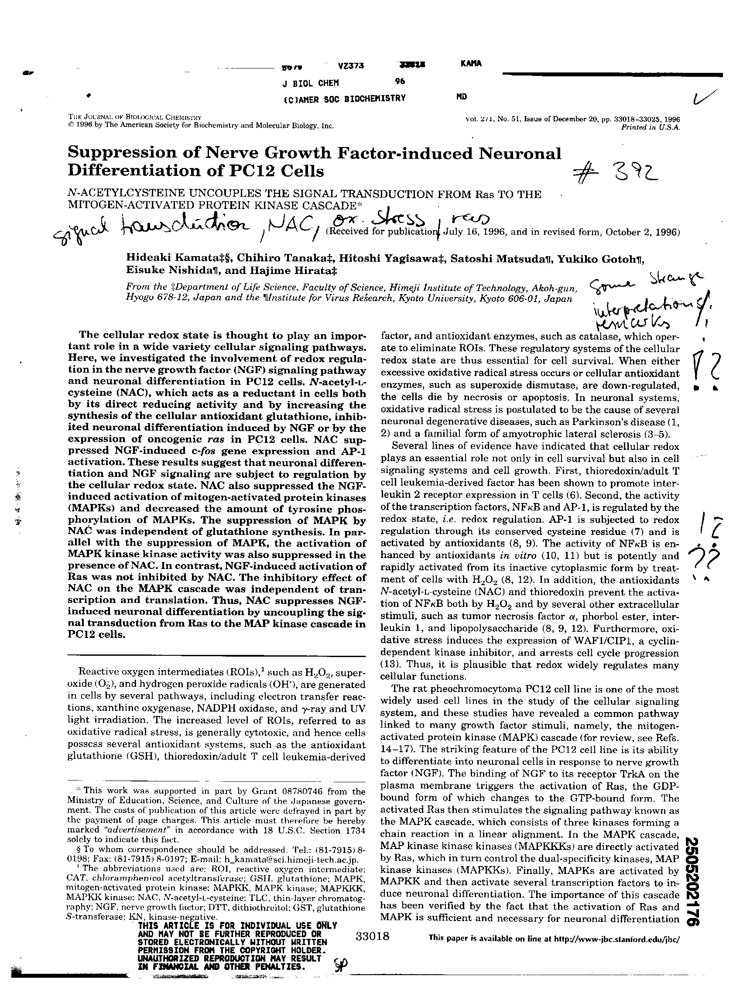 VZ373 33018 KAMA
J BIOL CHEM 96
(C)AMER SOC BIOCHEMISTRY MD
THE JOURNAL OF BIOLOGICAL CHEMISTRY
© 1996 by The American Society for Biochemistry and Molecular Biology, Inc.
Vol. 271, No. 51, Issue of December 20, pp. 33018–33025, 1996
Printed in U.S.A.
Suppression of Nerve Growth Factor-induced Neuronal
Differentiation of PC12 Cells
# 392
N-ACETYLCYSTEINE UNCOUPLES THE SIGNAL TRANSDUCTION FROM Ras TO THE
MITOGEN-ACTIVATED PROTEIN KINASE CASCADE*
signal transduction, NAC, ox. stress, ras
(Received for publication, July 16, 1996, and in revised form, October 2, 1996)
Hideaki Kamata‡§, Chihiro Tanaka‡, Hitoshi Yagisawa‡, Satoshi Matsuda¶, Yukiko Gotoh¶,
Eisuke Nishida¶, and Hajime Hirata‡
From the ‡Department of Life Science, Faculty of Science, Himeji Institute of Technology, Akoh-gun,
Hyogo 678-12, Japan and the ¶Institute for Virus Research, Kyoto University, Kyoto 606-01, Japan
some strange
interpretations/
remarks !
The cellular redox state is thought to play an impor-
tant role in a wide variety cellular signaling pathways.
Here, we investigated the involvement of redox regula-
tion in the nerve growth factor (NGF) signaling pathway
and neuronal differentiation in PC12 cells. N-acetyl-L-
cysteine (NAC), which acts as a reductant in cells both
by its direct reducing activity and by increasing the
synthesis of the cellular antioxidant glutathione, inhib-
ited neuronal differentiation induced by NGF or by the
expression of oncogenic ras in PC12 cells. NAC sup-
pressed NGF-induced c-fos gene expression and AP-1
activation. These results suggest that neuronal differen-
tiation and NGF signaling are subject to regulation by
the cellular redox state. NAC also suppressed the NGF-
induced activation of mitogen-activated protein kinases
(MAPKs) and decreased the amount of tyrosine phos-
phorylation of MAPKs. The suppression of MAPK by
NAC was independent of glutathione synthesis. In par-
allel with the suppression of MAPK, the activation of
MAPK kinase kinase activity was also suppressed in the
presence of NAC. In contrast, NGF-induced activation of
Ras was not inhibited by NAC. The inhibitory effect of
NAC on the MAPK cascade was independent of tran-
scription and translation. Thus, NAC suppresses NGF-
induced neuronal differentiation by uncoupling the sig-
nal transduction from Ras to the MAP kinase cascade in
PC12 cells.
Reactive oxygen intermediates (ROIs),¹ such as H₂O₂, super-
oxide (O₂⁻), and hydrogen peroxide radicals (OH˙), are generated
in cells by several pathways, including electron transfer reac-
tions, xanthine oxygenase, NADPH oxidase, and γ-ray and UV
light irradiation. The increased level of ROIs, referred to as
oxidative radical stress, is generally cytotoxic, and hence cells
possess several antioxidant systems, such as the antioxidant
glutathione (GSH), thioredoxin/adult T cell leukemia-derived
* This work was supported in part by Grant 08780746 from the
Ministry of Education, Science, and Culture of the Japanese govern-
ment. The costs of publication of this article were defrayed in part by
the payment of page charges. This article must therefore be hereby
marked "advertisement" in accordance with 18 U.S.C. Section 1734
solely to indicate this fact.
§ To whom correspondence should be addressed. Tel.: (81-7915) 8-
0198; Fax: (81-7915) 8-0197; E-mail: h_kamata@sci.himeji-tech.ac.jp.
¹ The abbreviations used are: ROI, reactive oxygen intermediate;
CAT, chloramphenicol acetyltransferase; GSH, glutathione; MAPK,
mitogen-activated protein kinase; MAPKK, MAPK kinase; MAPKKK,
MAPKK kinase; NAC, N-acetyl-L-cysteine; TLC, thin-layer chromatog-
raphy; NGF, nerve growth factor; DTT, dithiothreitol; GST, glutathione
S-transferase; KN, kinase-negative.
factor, and antioxidant enzymes, such as catalase, which oper-
ate to eliminate ROIs. These regulatory systems of the cellular
redox state are thus essential for cell survival. When either
excessive oxidative radical stress occurs or cellular antioxidant
enzymes, such as superoxide dismutase, are down-regulated,
the cells die by necrosis or apoptosis. In neuronal systems,
oxidative radical stress is postulated to be the cause of several
neuronal degenerative diseases, such as Parkinson's disease (1,
2) and a familial form of amyotrophic lateral sclerosis (3–5).
Several lines of evidence have indicated that cellular redox
plays an essential role not only in cell survival but also in cell
signaling systems and cell growth. First, thioredoxin/adult T
cell leukemia-derived factor has been shown to promote inter-
leukin 2 receptor expression in T cells (6). Second, the activity
of the transcription factors, NFκB and AP-1, is regulated by the
redox state, i.e. redox regulation. AP-1 is subjected to redox
regulation through its conserved cysteine residue (7) and is
activated by antioxidants (8, 9). The activity of NFκB is en-
hanced by antioxidants in vitro (10, 11) but is potently and
rapidly activated from its inactive cytoplasmic form by treat-
ment of cells with H₂O₂ (8, 12). In addition, the antioxidants
N-acetyl-L-cysteine (NAC) and thioredoxin prevent the activa-
tion of NFκB both by H₂O₂ and by several other extracellular
stimuli, such as tumor necrosis factor α, phorbol ester, inter-
leukin 1, and lipopolysaccharide (8, 9, 12). Furthermore, oxi-
dative stress induces the expression of WAF1/CIP1, a cyclin-
dependent kinase inhibitor, and arrests cell cycle progression
(13). Thus, it is plausible that redox widely regulates many
cellular functions.
The rat pheochromocytoma PC12 cell line is one of the most
widely used cell lines in the study of the cellular signaling
system, and these studies have revealed a common pathway
linked to many growth factor stimuli, namely, the mitogen-
activated protein kinase (MAPK) cascade (for review, see Refs.
14–17). The striking feature of the PC12 cell line is its ability
to differentiate into neuronal cells in response to nerve growth
factor (NGF). The binding of NGF to its receptor TrkA on the
plasma membrane triggers the activation of Ras, the GDP-
bound form of which changes to the GTP-bound form. The
activated Ras then stimulates the signaling pathway known as
the MAPK cascade, which consists of three kinases forming a
chain reaction in a linear alignment. In the MAPK cascade,
MAP kinase kinase kinases (MAPKKKs) are directly activated
by Ras, which in turn control the dual-specificity kinases, MAP
kinase kinases (MAPKKs). Finally, MAPKs are activated by
MAPKK and then activate several transcription factors to in-
duce neuronal differentiation. The importance of this cascade
has been verified by the fact that the activation of Ras and
MAPK is sufficient and necessary for neuronal differentiation
!?
!?
??
2505202176
THIS ARTICLE IS FOR INDIVIDUAL USE ONLY
AND MAY NOT BE FURTHER REPRODUCED OR
STORED ELECTRONICALLY WITHOUT WRITTEN
PERMISSION FROM THE COPYRIGHT HOLDER.
UNAUTHORIZED REPRODUCTION MAY RESULT
IN FINANCIAL AND OTHER PENALTIES.
33018
This paper is available on line at http://www-jbc.stanford.edu/jbc/